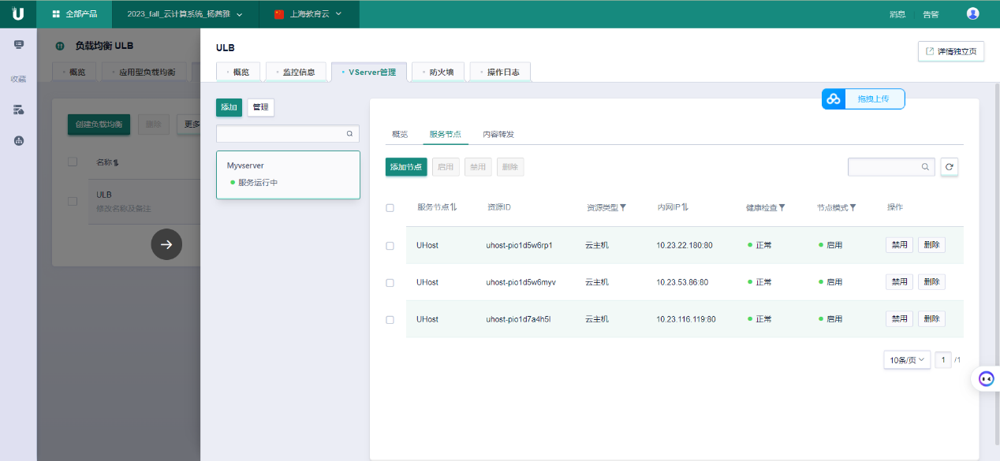 全部产品
2023_fall_云计算系统_杨茜雅
上海教育云
消息
告警
收藏
负载均衡 ULB
概览
应用型负载均衡
创建负载均衡
删除
更多
名称
ULB
修改名称及备注
ULB
详情独立页
概览
监控信息
VServer管理
防火墙
操作日志
添加
管理
Myvserver
服务运行中
拖拽上传
概览
服务节点
内容转发
添加节点
启用
禁用
删除
服务节点 资源ID 资源类型 内网IP 健康检查 节点模式 操作
UHost uhost-pio1d5w6rp1 云主机 10.23.22.180:80 正常 启用 禁用 删除
UHost uhost-pio1d5w6myv 云主机 10.23.53.86:80 正常 启用 禁用 删除
UHost uhost-pio1d7a4h5l 云主机 10.23.116.119:80 正常 启用 禁用 删除
10条/页 1 /1